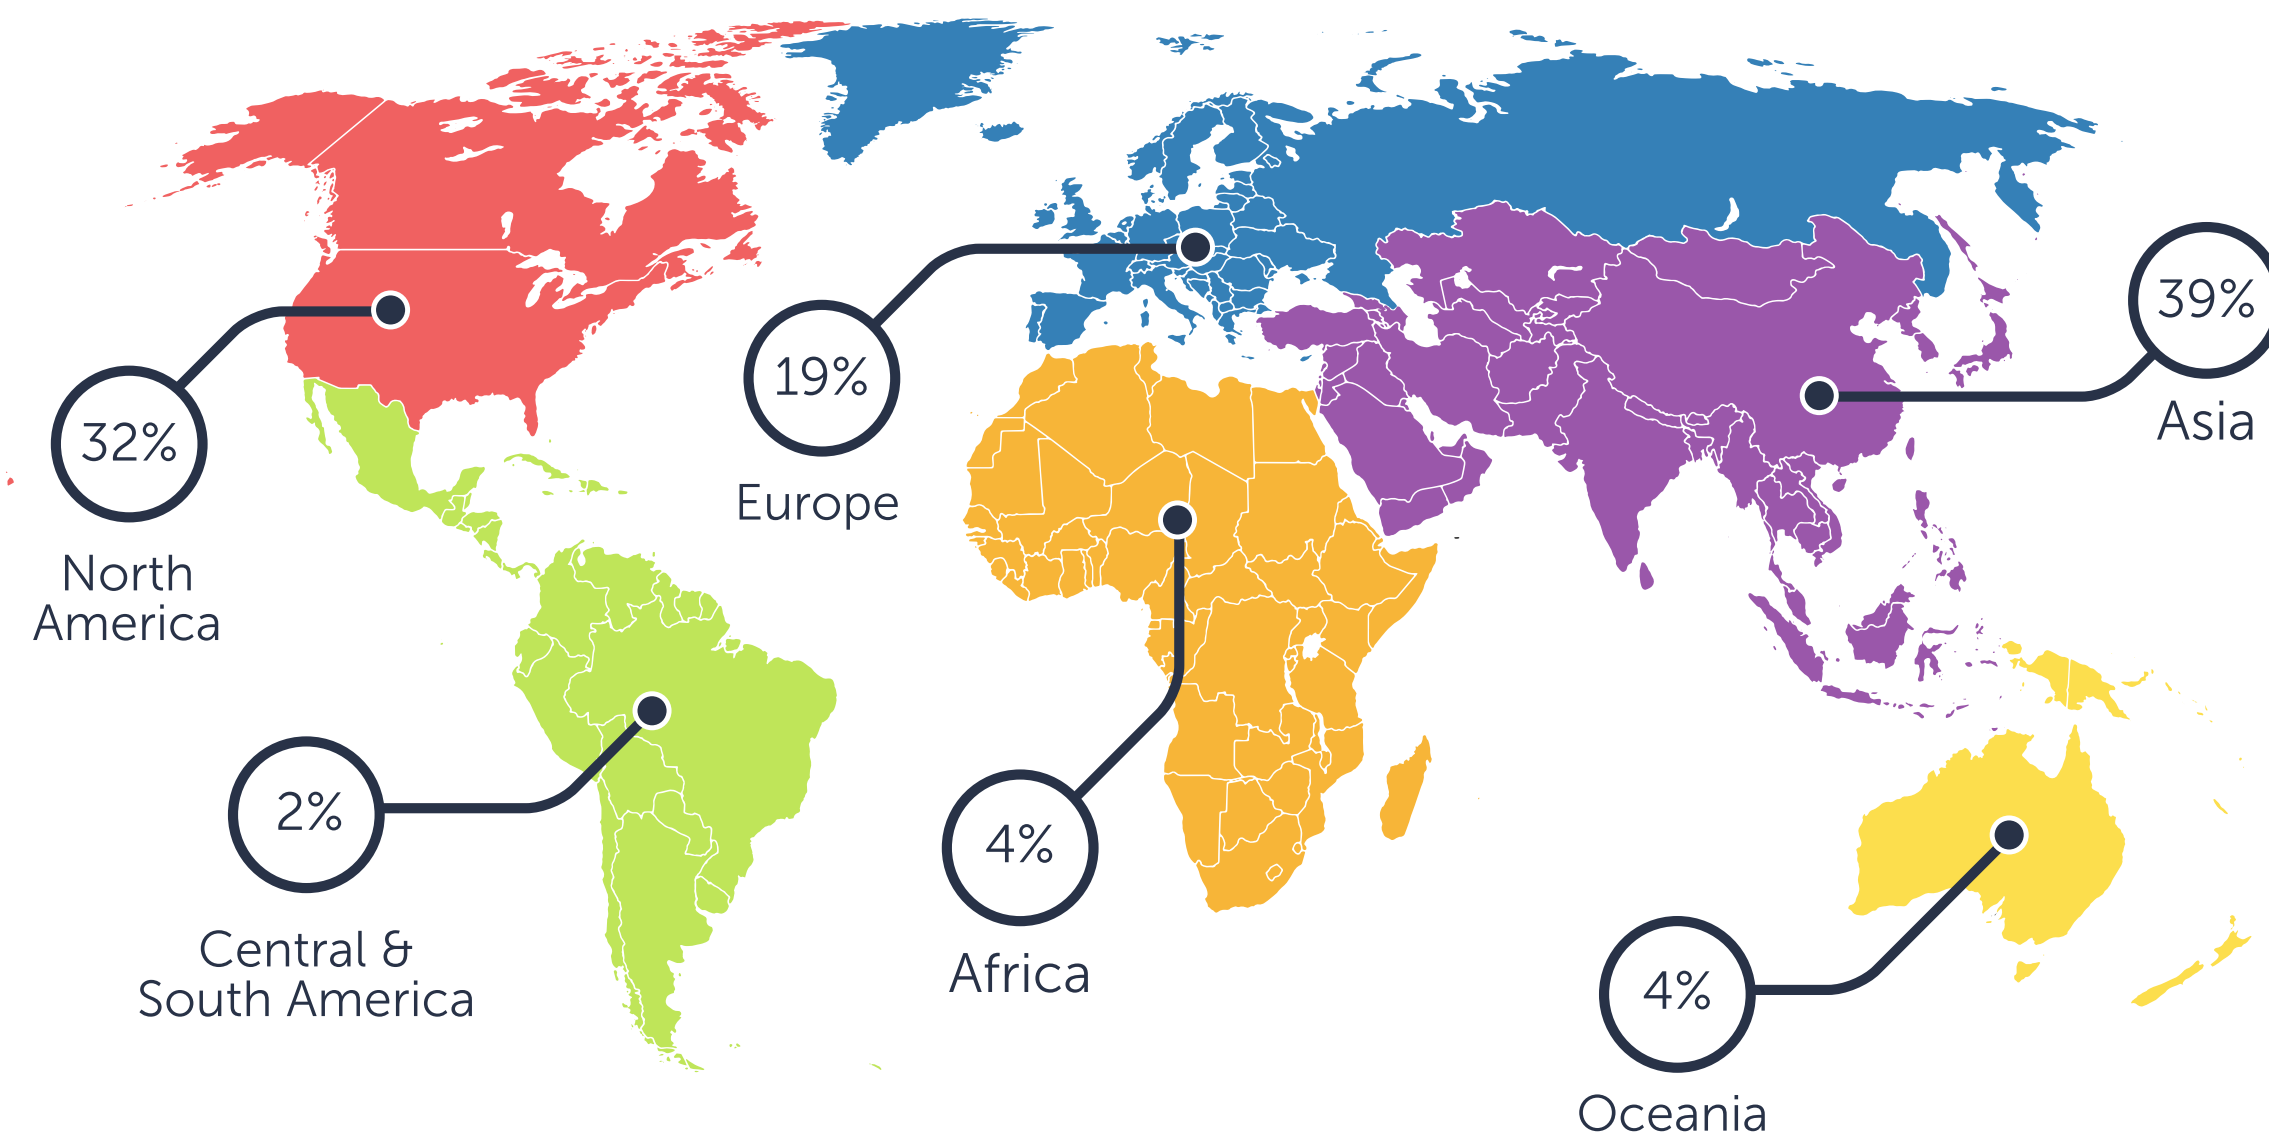 32%
North
America
19%
Europe
39%
Asia
2%
Central &
South America
4%
Africa
4%
Oceania